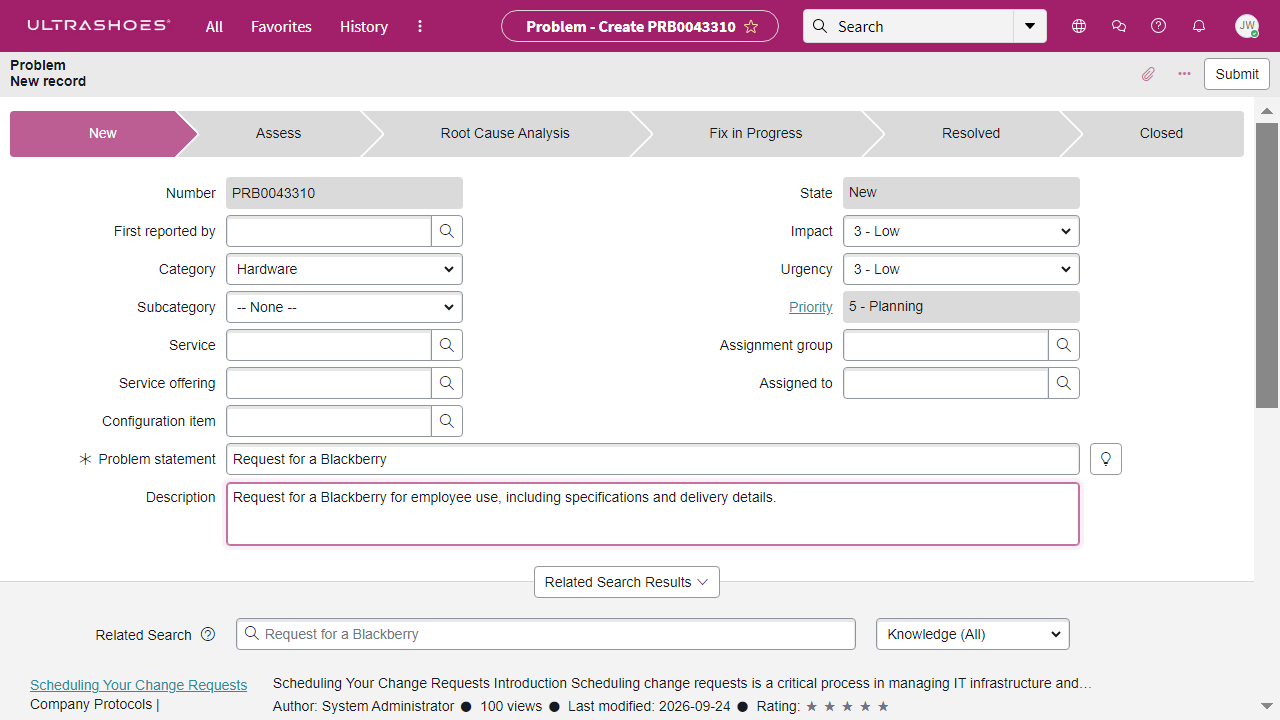 ULTRASHOES® All Favorites History Problem - Create PRB0043310 Search JW
Problem
New record
Submit
New Assess Root Cause Analysis Fix in Progress Resolved Closed
Number PRB0043310 State New
First reported by Impact 3 - Low
Category Hardware Urgency 3 - Low
Subcategory -- None -- Priority 5 - Planning
Service Assignment group
Service offering Assigned to
Configuration item
Problem statement Request for a Blackberry
Description Request for a Blackberry for employee use, including specifications and delivery details.
Related Search Results
Related Search Request for a Blackberry Knowledge (All)
Scheduling Your Change Requests Scheduling Your Change Requests Introduction Scheduling change requests is a critical process in managing IT infrastructure and…
Company Protocols | Author: System Administrator ● 100 views ● Last modified: 2026-09-24 ● Rating: ★ ★ ★ ★ ★